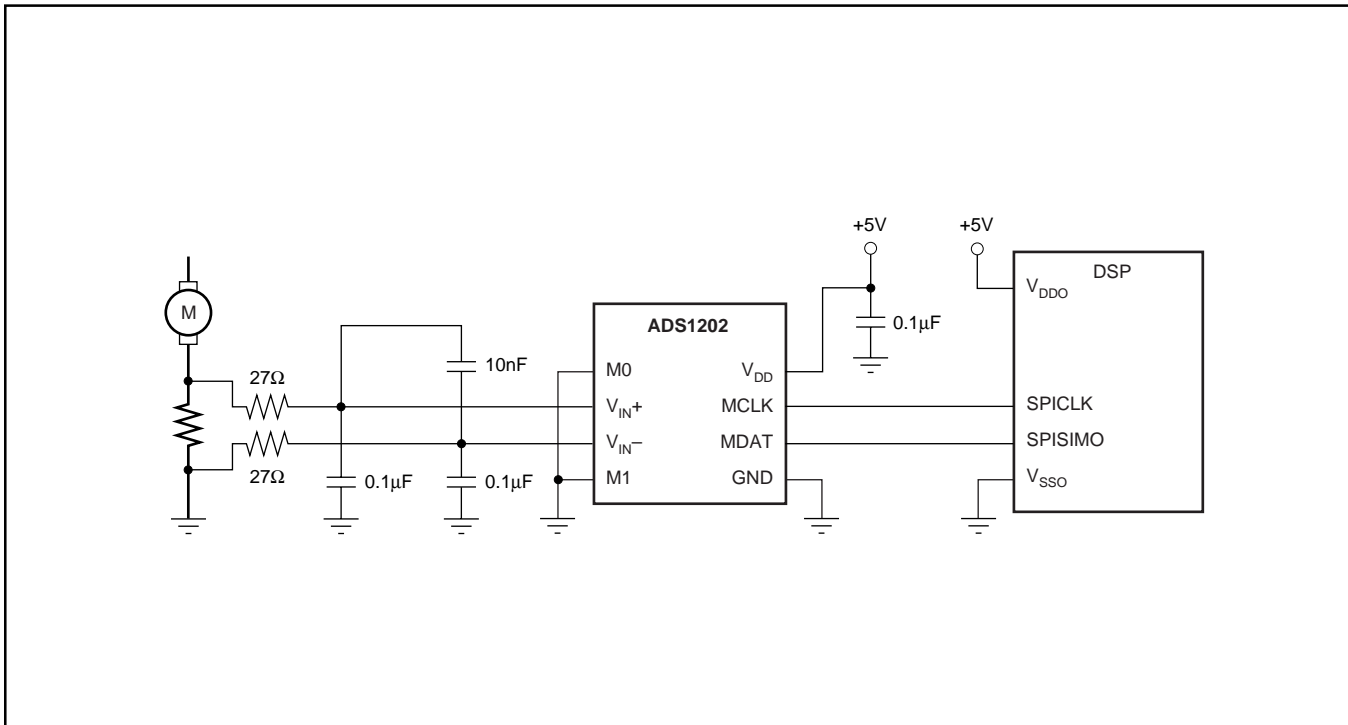 +5V
+5V
DSP
V_DDO
M
ADS1202
0.1μF
10nF
M0
V_DD
27Ω
V_IN+
MCLK
SPICLK
V_IN–
MDAT
SPISIMO
27Ω
0.1μF
0.1μF
M1
GND
V_SSO